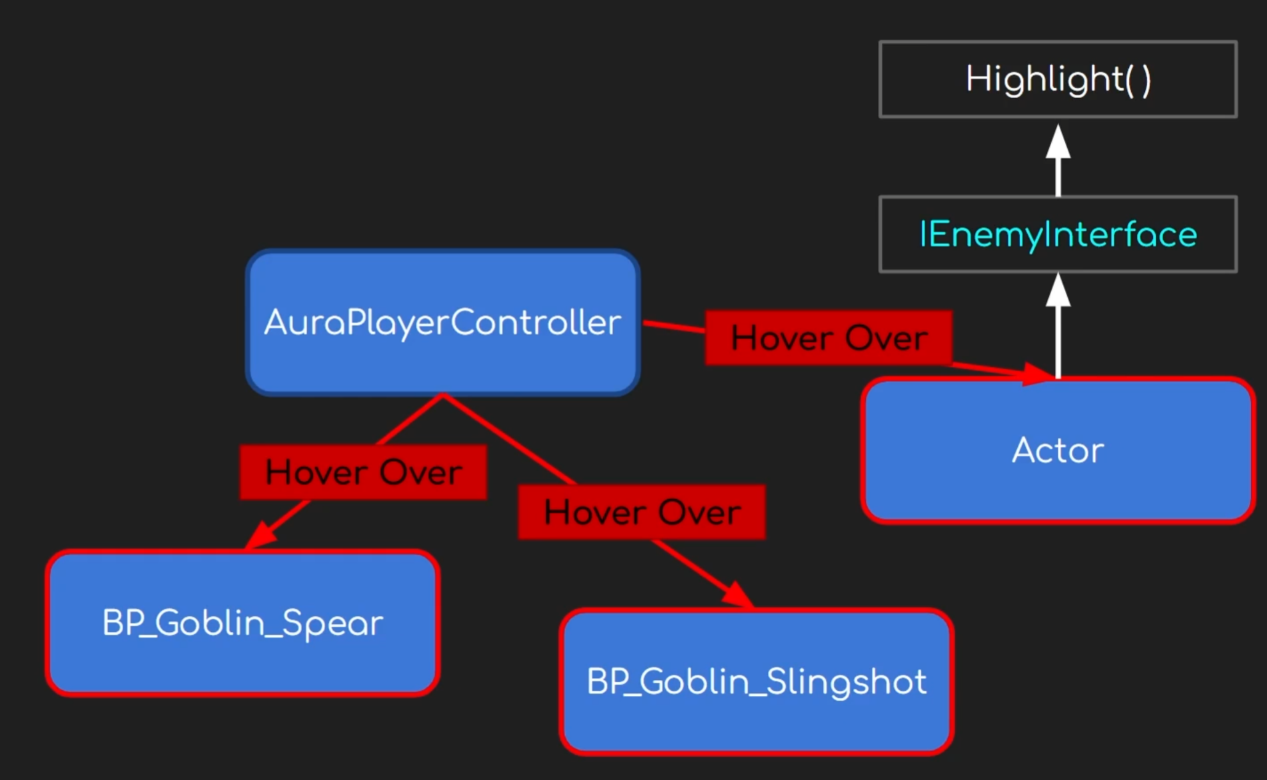 Highlight( )
IEnemyInterface
AuraPlayerController
Hover Over
Actor
Hover Over
Hover Over
BP_Goblin_Spear
BP_Goblin_Slingshot